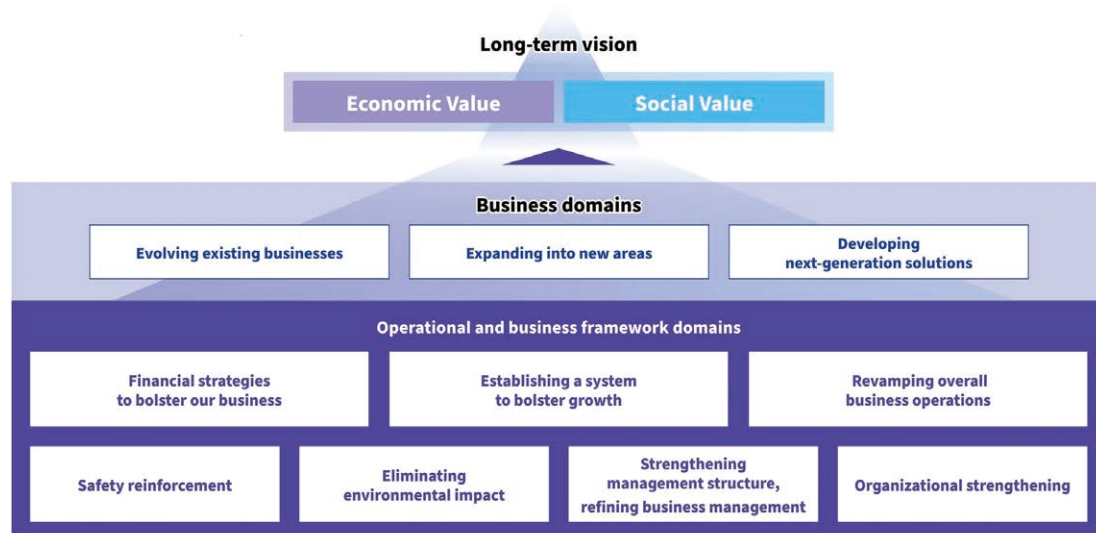 Long-term vision
Economic Value
Social Value
Business domains
Evolving existing businesses
Expanding into new areas
Developing
next-generation solutions
Operational and business framework domains
Financial strategies
to bolster our business
Establishing a system
to bolster growth
Revamping overall
business operations
Safety reinforcement
Eliminating
environmental impact
Strengthening
management structure,
refining business management
Organizational strengthening